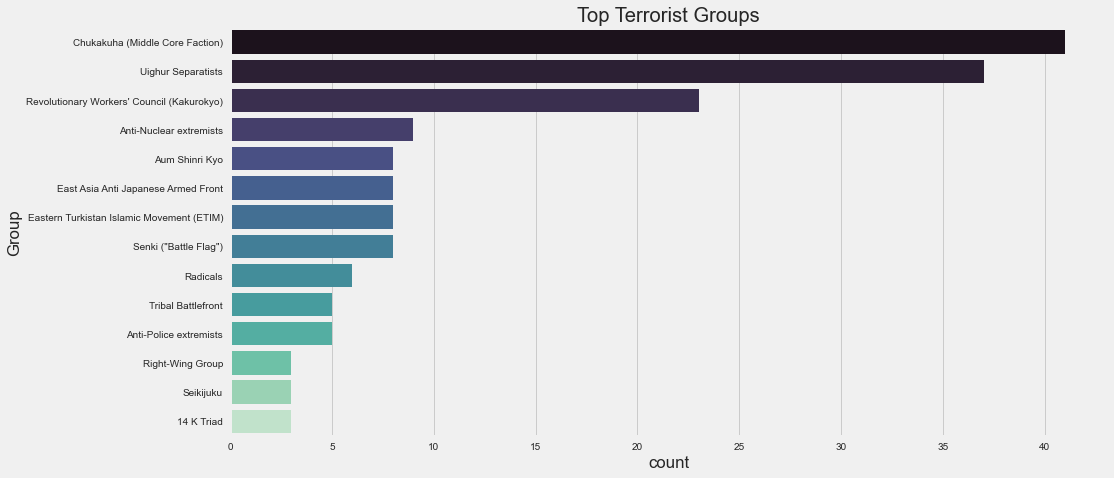 Top Terrorist Groups
Group
Chukakuha (Middle Core Faction)
Uighur Separatists
Revolutionary Workers' Council (Kakurokyo)
Anti-Nuclear extremists
Aum Shinri Kyo
East Asia Anti Japanese Armed Front
Eastern Turkistan Islamic Movement (ETIM)
Senki ("Battle Flag")
Radicals
Tribal Battlefront
Anti-Police extremists
Right-Wing Group
Seikijuku
14 K Triad
0 5 10 15 20 25 30 35 40
count